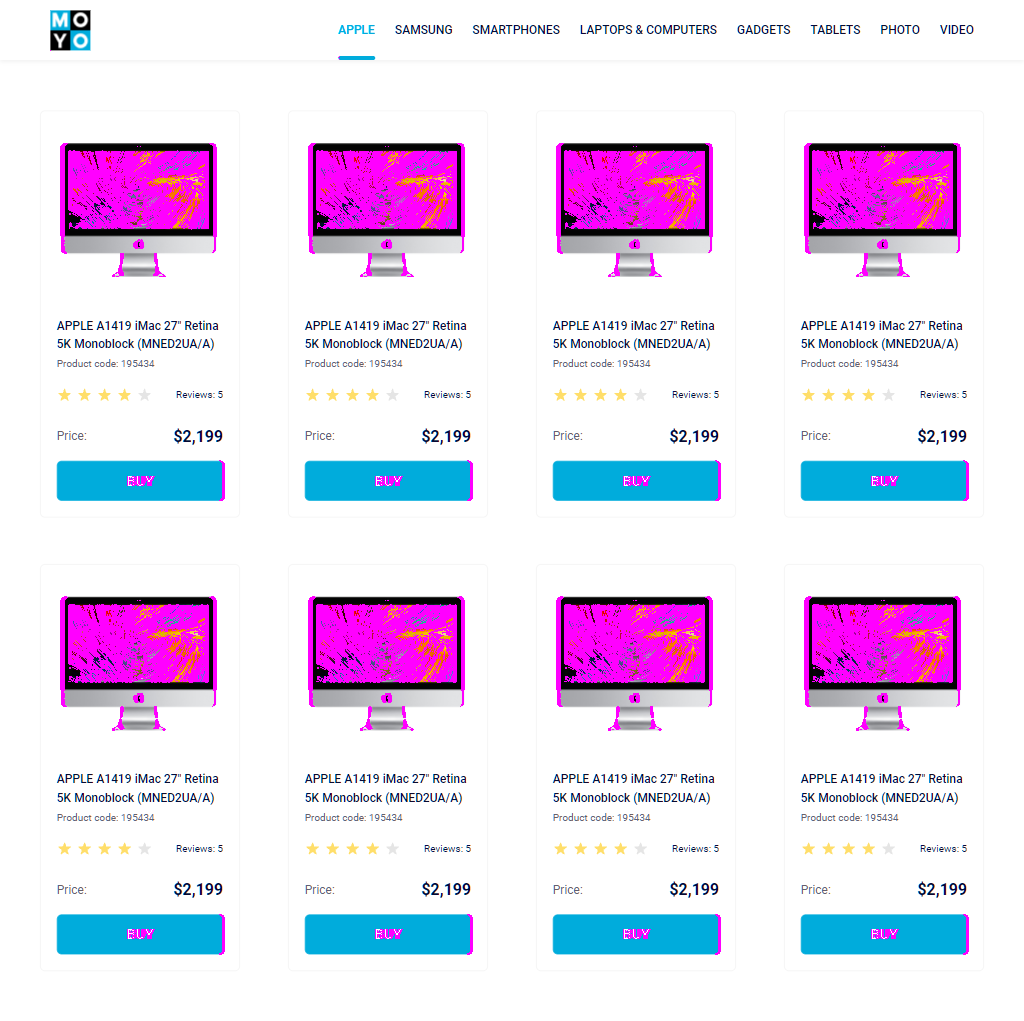 MO
YO
APPLE SAMSUNG SMARTPHONES LAPTOPS & COMPUTERS GADGETS TABLETS PHOTO VIDEO
APPLE A1419 iMac 27" Retina
5K Monoblock (MNED2UA/A)
Product code: 195434
Reviews: 5
Price: $2,199
BUY
APPLE A1419 iMac 27" Retina
5K Monoblock (MNED2UA/A)
Product code: 195434
Reviews: 5
Price: $2,199
BUY
APPLE A1419 iMac 27" Retina
5K Monoblock (MNED2UA/A)
Product code: 195434
Reviews: 5
Price: $2,199
BUY
APPLE A1419 iMac 27" Retina
5K Monoblock (MNED2UA/A)
Product code: 195434
Reviews: 5
Price: $2,199
BUY
APPLE A1419 iMac 27" Retina
5K Monoblock (MNED2UA/A)
Product code: 195434
Reviews: 5
Price: $2,199
BUY
APPLE A1419 iMac 27" Retina
5K Monoblock (MNED2UA/A)
Product code: 195434
Reviews: 5
Price: $2,199
BUY
APPLE A1419 iMac 27" Retina
5K Monoblock (MNED2UA/A)
Product code: 195434
Reviews: 5
Price: $2,199
BUY
APPLE A1419 iMac 27" Retina
5K Monoblock (MNED2UA/A)
Product code: 195434
Reviews: 5
Price: $2,199
BUY